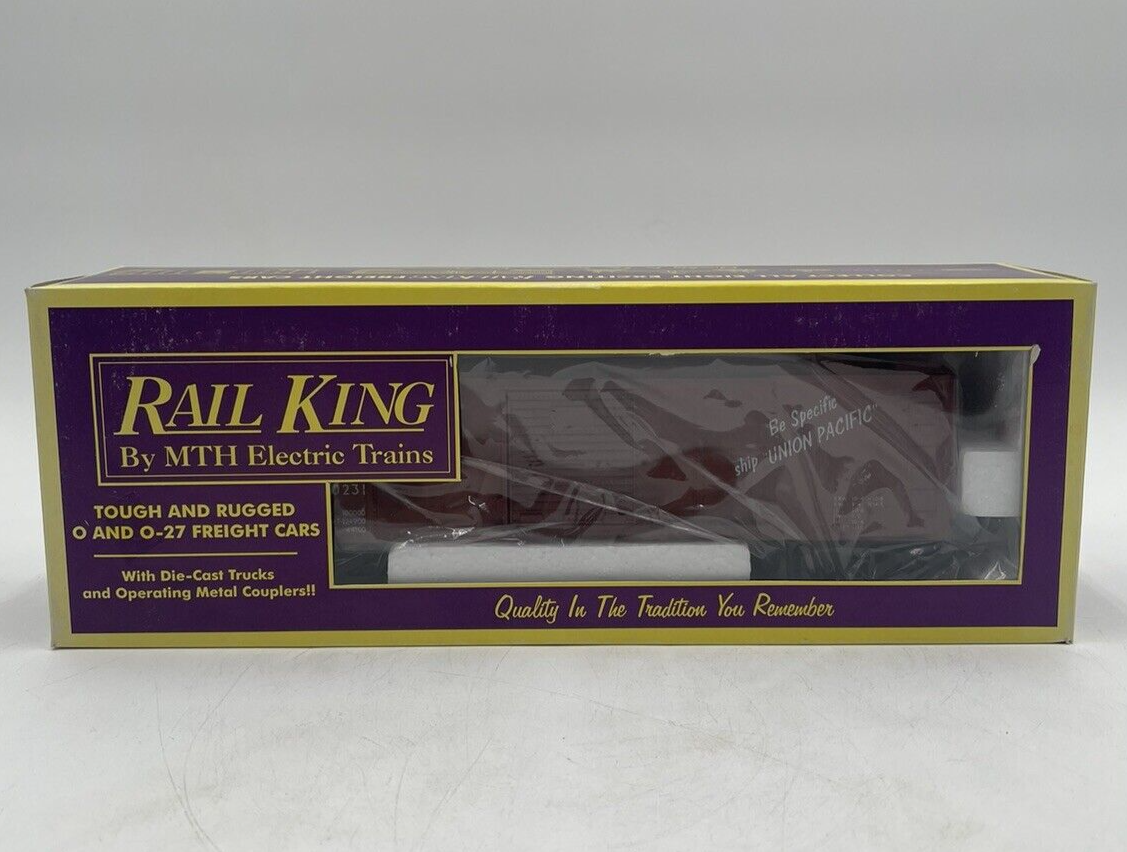 RAIL KING
By MTH Electric Trains
TOUGH AND RUGGED
O AND O-27 FREIGHT CARS
With Die-Cast Trucks
and Operating Metal Couplers!!
0231
Be Specific
ship "UNION PACIFIC"
Quality In The Tradition You Remember